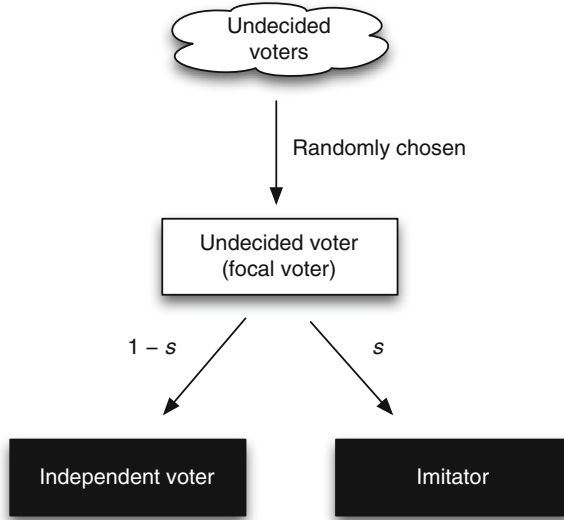 Undecided
voters
Randomly chosen
Undecided voter
(focal voter)
1 – s
s
Independent voter
Imitator